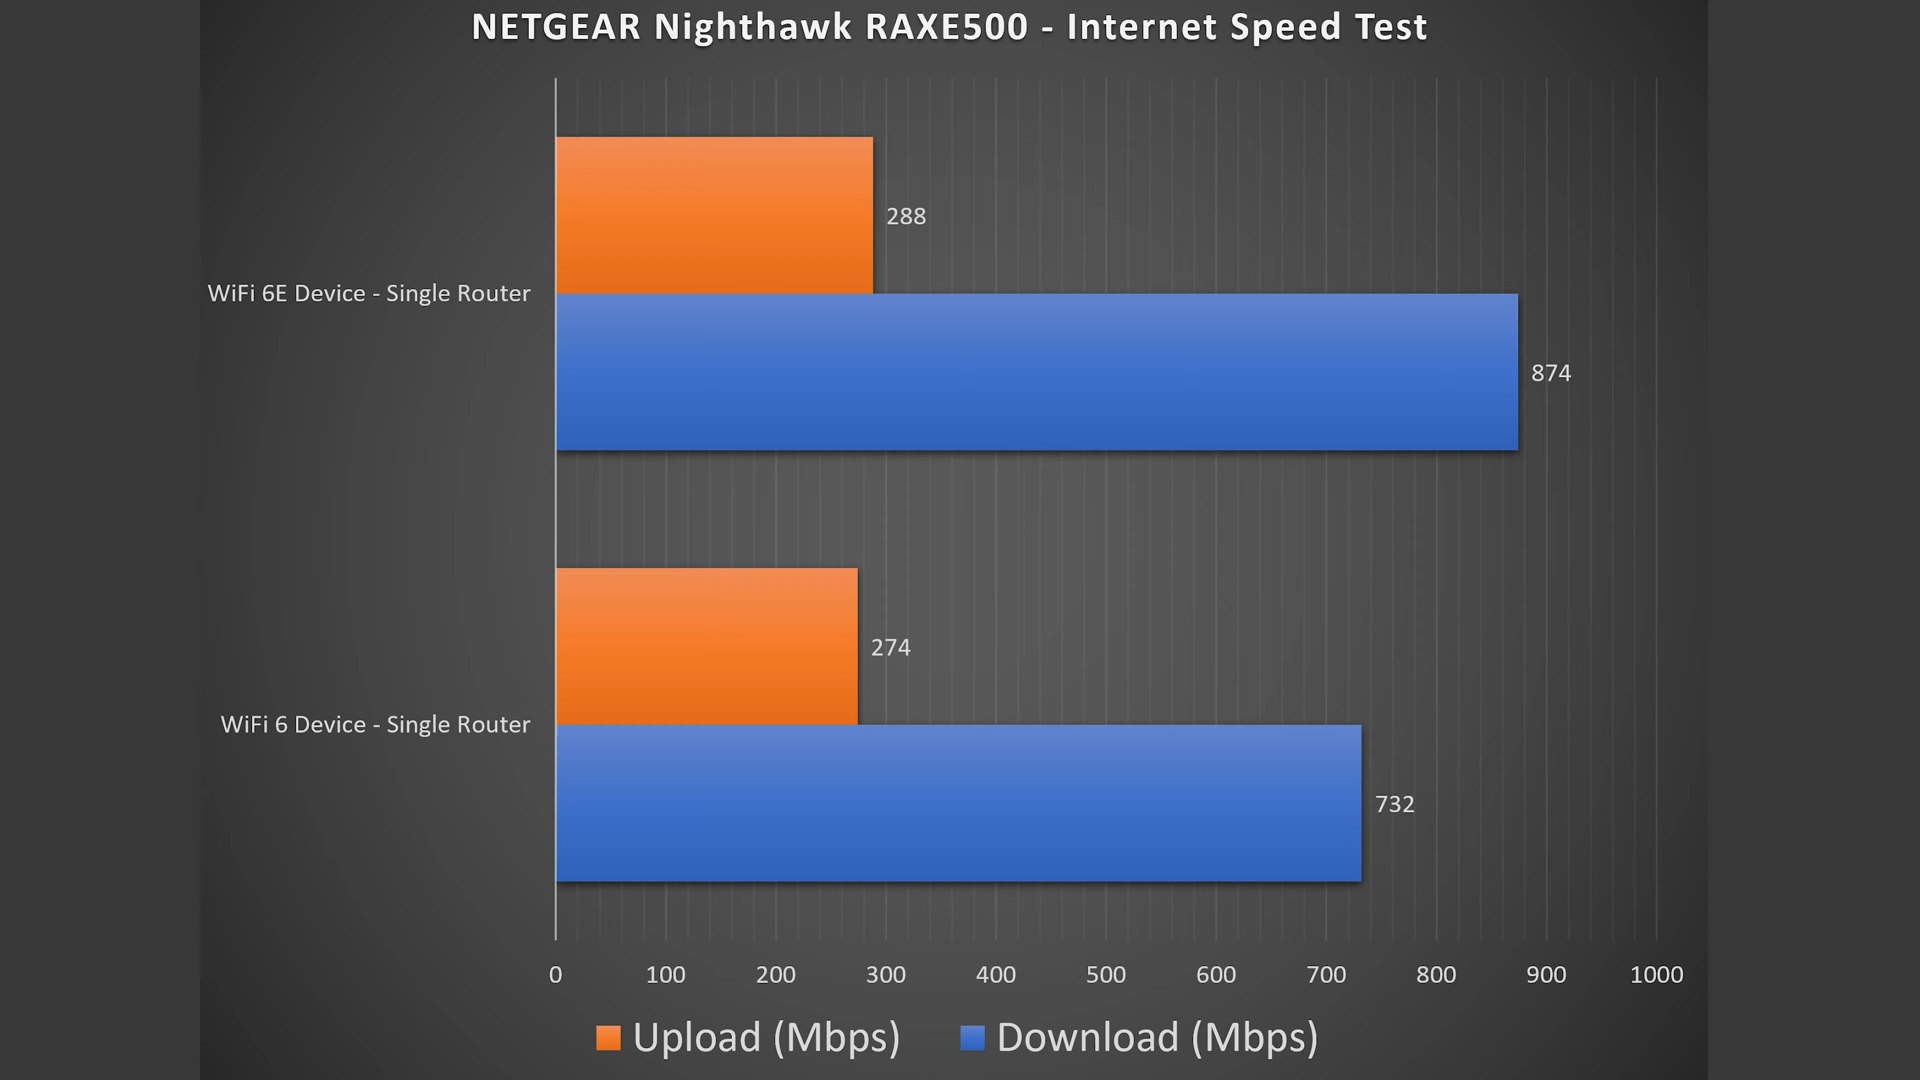 NETGEAR Nighthawk RAXE500 - Internet Speed Test
288
WiFi 6E Device - Single Router
874
274
WiFi 6 Device - Single Router
732
0 100 200 300 400 500 600 700 800 900 1000
Upload (Mbps) Download (Mbps)